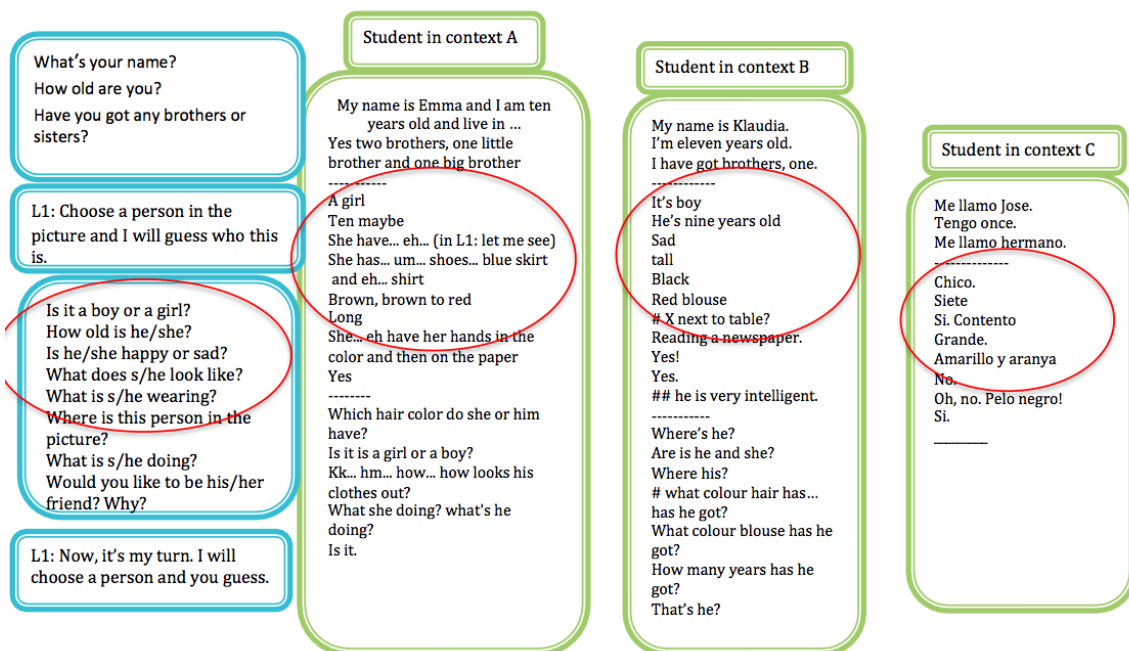 What's your name?
How old are you?
Have you got any brothers or
sisters?
L1: Choose a person in the
picture and I will guess who this
is.
Is it a boy or a girl?
How old is he/she?
Is he/she happy or sad?
What does s/he look like?
What is s/he wearing?
Where is this person in the
picture?
What is s/he doing?
Would you like to be his/her
friend? Why?
L1: Now, it's my turn. I will
choose a person and you guess.
Student in context A
My name is Emma and I am ten
years old and live in ...
Yes two brothers, one little
brother and one big brother
-----------
A girl
Ten maybe
She have... eh... (in L1: let me see)
She has... um... shoes... blue skirt
and eh... shirt
Brown, brown to red
Long
She... eh have her hands in the
color and then on the paper
Yes
--------
Which hair color do she or him
have?
Is it is a girl or a boy?
Kk... hm... how... how looks his
clothes out?
What she doing? what's he
doing?
Is it.
Student in context B
My name is Klaudia.
I'm eleven years old.
I have got brothers, one.
------------
It's boy
He's nine years old
Sad
tall
Black
Red blouse
# X next to table?
Reading a newspaper.
Yes!
Yes.
## he is very intelligent.
-----------
Where's he?
Are is he and she?
Where his?
# what colour hair has...
has he got?
What colour blouse has he
got?
How many years has he
got?
That's he?
Student in context C
Me llamo Jose.
Tengo once.
Me llamo hermano.
--------------
Chico.
Siete
Si. Contento
Grande.
Amarillo y aranya
No.
Oh, no. Pelo negro!
Si.
________